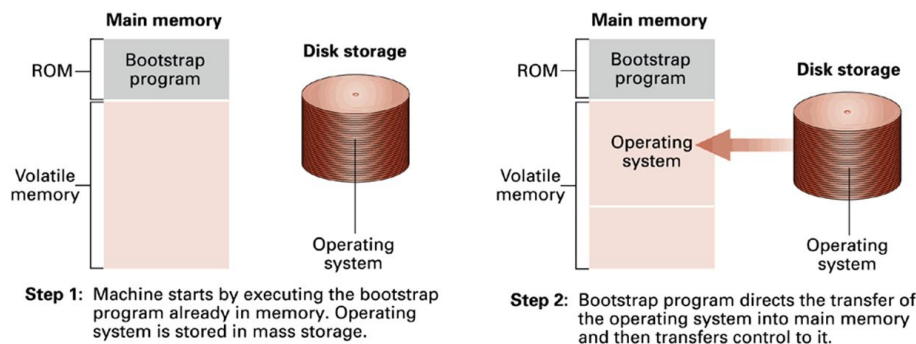 Main memory
ROM
Bootstrap
program
Disk storage
Volatile
memory
Operating
system
Step 1: Machine starts by executing the bootstrap
program already in memory. Operating
system is stored in mass storage.
Main memory
ROM
Bootstrap
program
Disk storage
Operating
system
Volatile
memory
Operating
system
Step 2: Bootstrap program directs the transfer of
the operating system into main memory
and then transfers control to it.